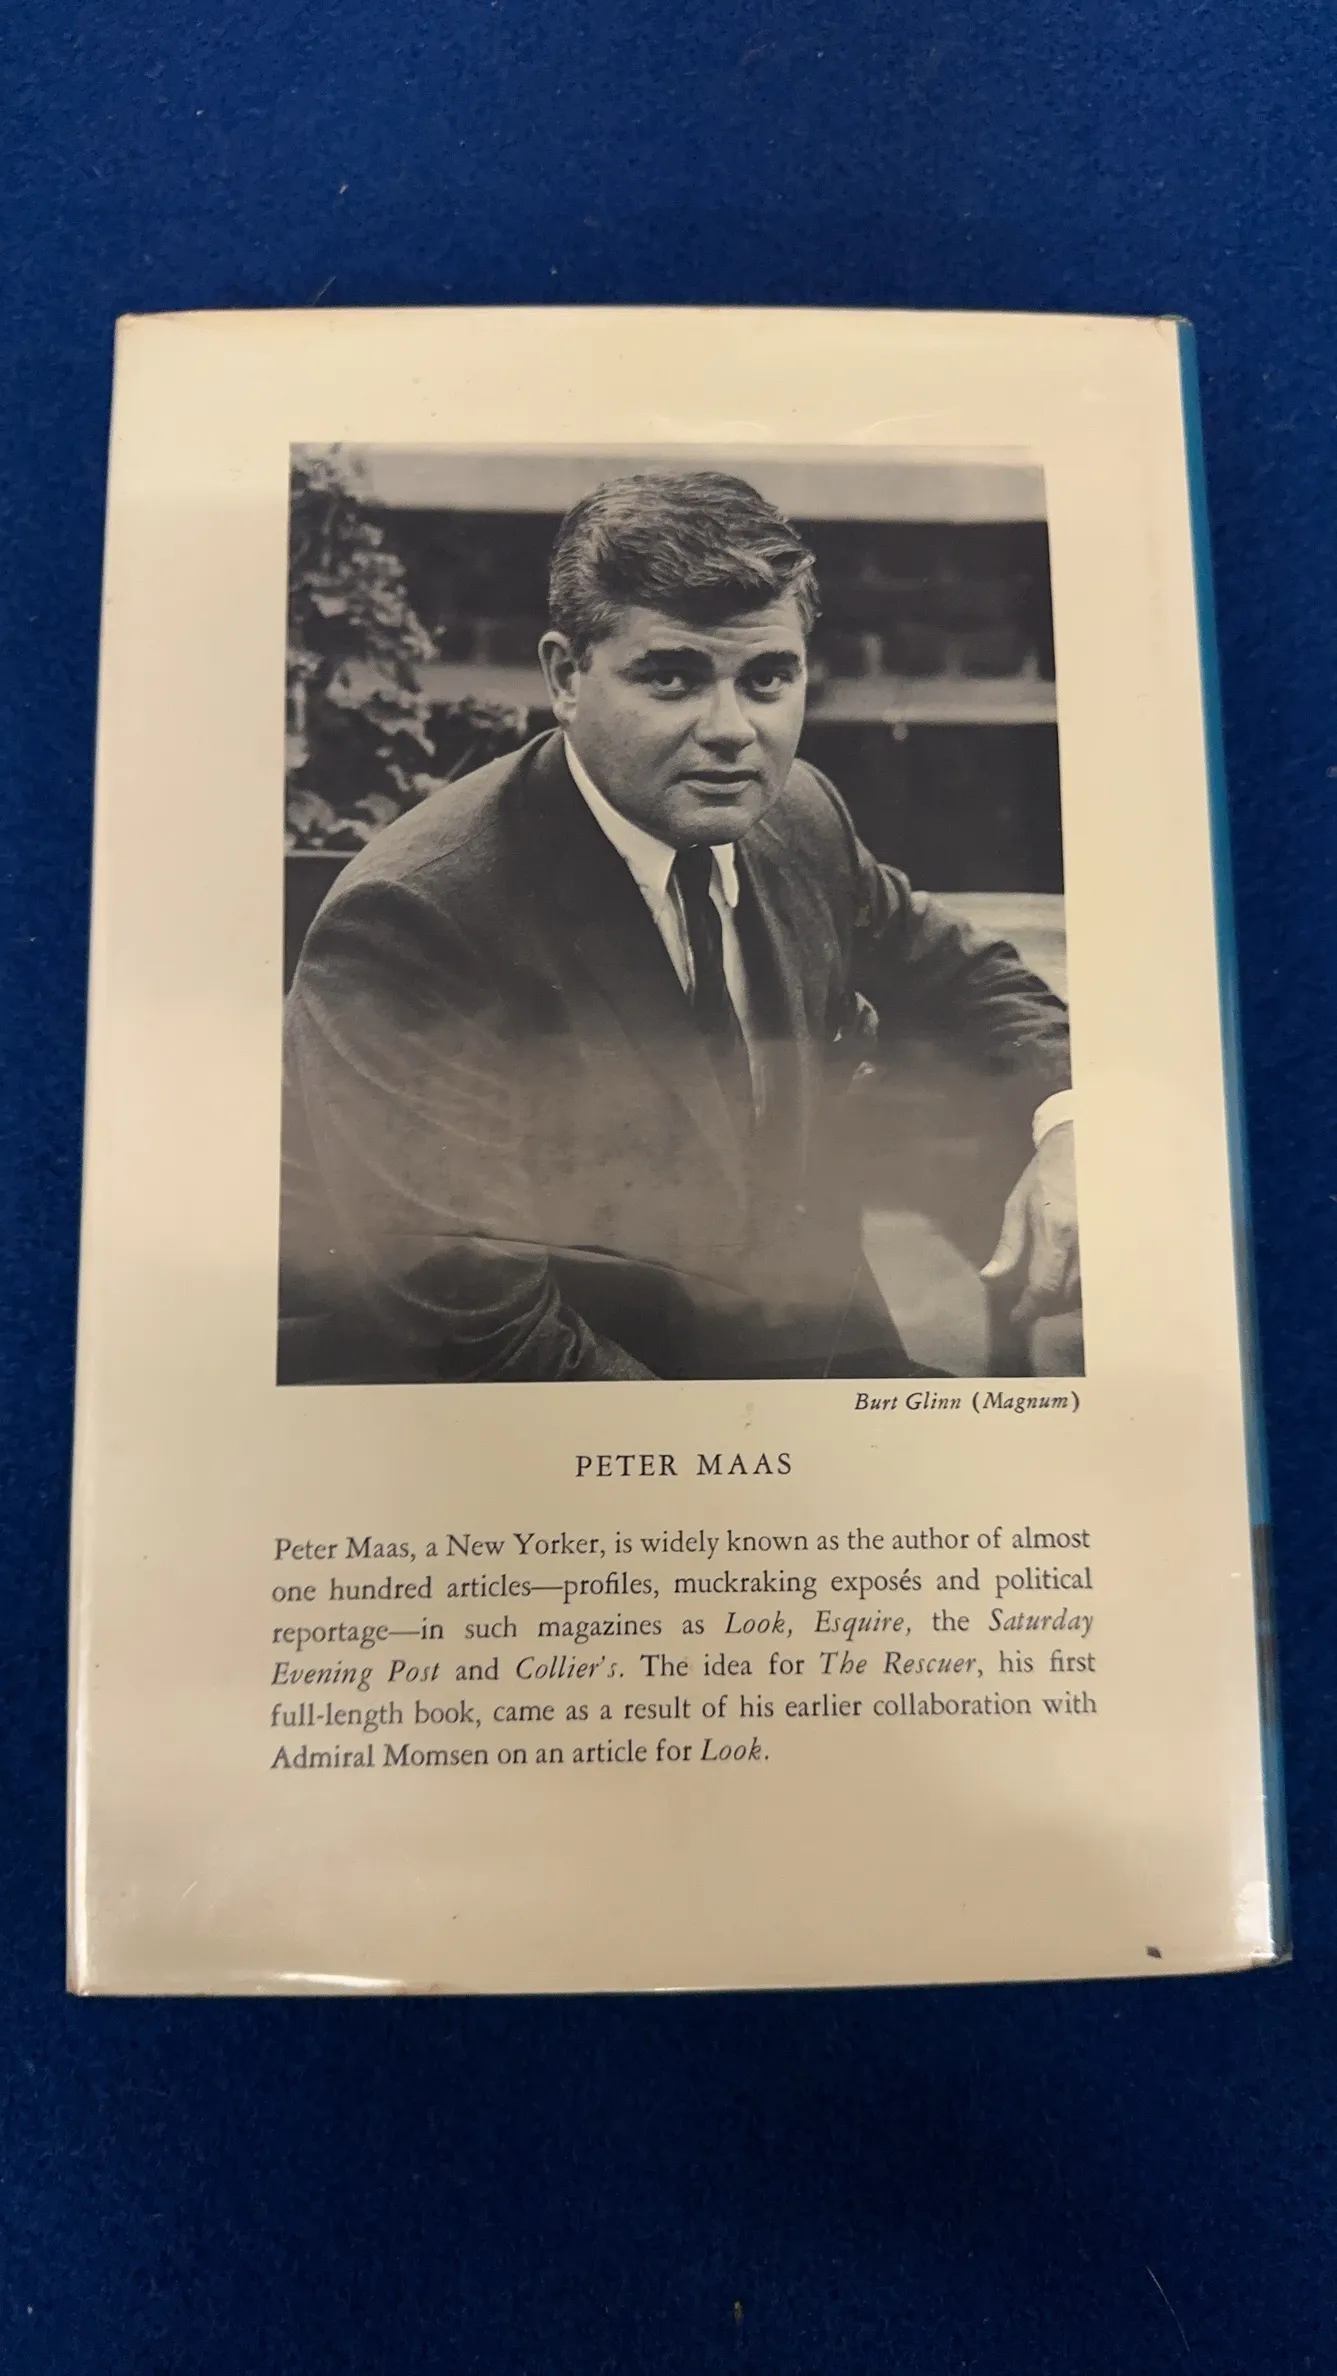 Burt Glinn (Magnum)
PETER MAAS
Peter Maas, a New Yorker, is widely known as the author of almost
one hundred articles—profiles, muckraking exposés and political
reportage—in such magazines as Look, Esquire, the Saturday
Evening Post and Collier's. The idea for The Rescuer, his first
full-length book, came as a result of his earlier collaboration with
Admiral Momsen on an article for Look.